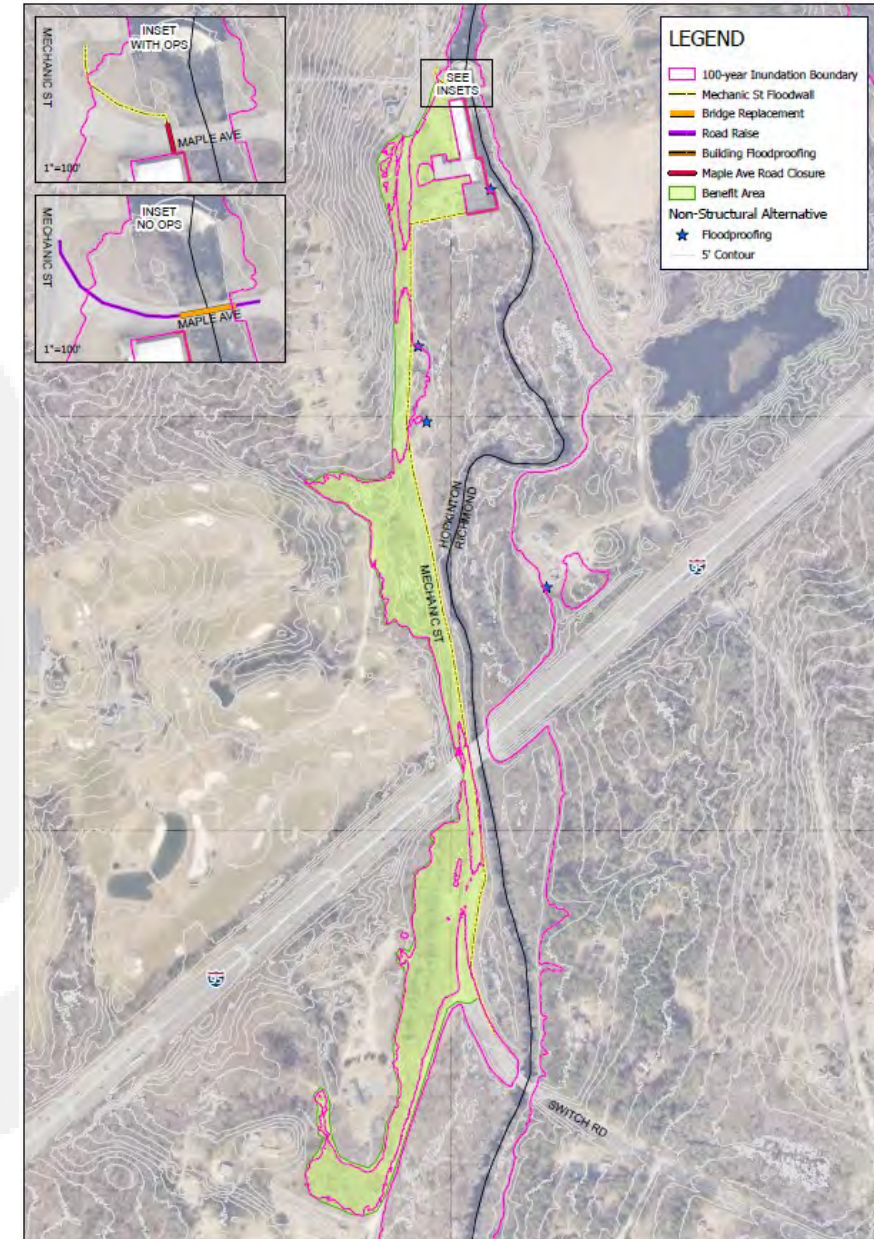 MECHANIC ST
INSET
WITH OPS
MAPLE AVE
1"=100'
MECHANIC ST
INSET
NO OPS
MAPLE AVE
1"=100'
SEE
INSETS
LEGEND
100-year Inundation Boundary
Mechanic St Floodwall
Bridge Replacement
Road Raise
Building Floodproofing
Maple Ave Road Closure
Benefit Area
Non-Structural Alternative
Floodproofing
5' Contour
HOPKINTON
RICHMOND
MECHANIC ST
95
95
SWITCH RD